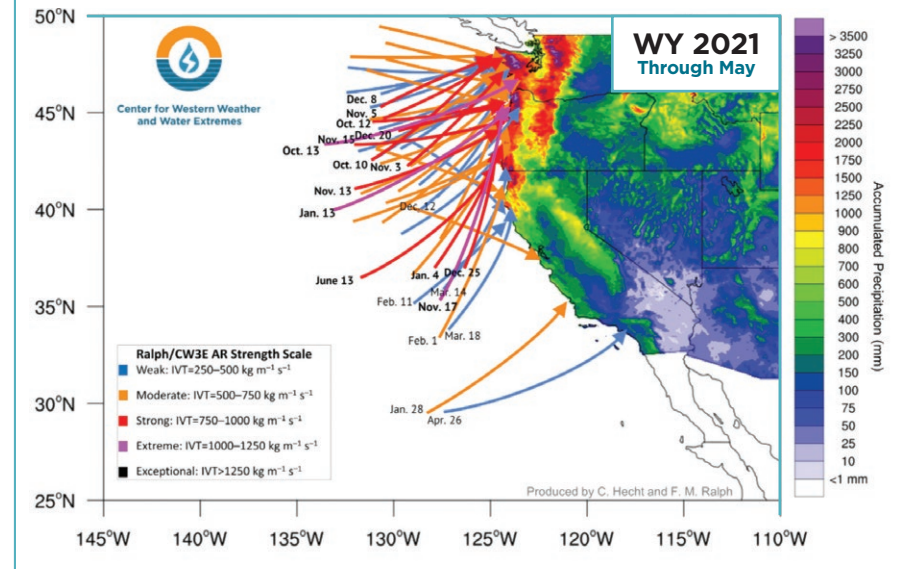 50°N
45°N
40°N
35°N
30°N
25°N
Center for Western Weather
and Water Extremes
WY 2021
Through May
Dec. 8
Nov. 5
Oct. 12
Nov. 15
Dec. 20
Oct. 13
Oct. 10
Nov. 3
Nov. 13
Dec. 12
Jan. 13
June 13
Jan. 4
Dec. 25
Mar. 14
Feb. 11
Nov. 17
Feb. 1
Mar. 18
Jan. 28
Apr. 26
Ralph/CW3E AR Strength Scale
Weak: IVT=250–500 kg m⁻¹ s⁻¹
Moderate: IVT=500–750 kg m⁻¹ s⁻¹
Strong: IVT=750–1000 kg m⁻¹ s⁻¹
Extreme: IVT=1000–1250 kg m⁻¹ s⁻¹
Exceptional: IVT>1250 kg m⁻¹ s⁻¹
Produced by C. Hecht and F. M. Ralph
145°W
140°W
135°W
130°W
125°W
120°W
115°W
110°W
> 3500
3250
3000
2750
2500
2250
2000
1750
1500
1250
1000
900
800
700
600
500
400
300
200
150
100
75
50
25
10
<1 mm
Accumulated Precipitation (mm)